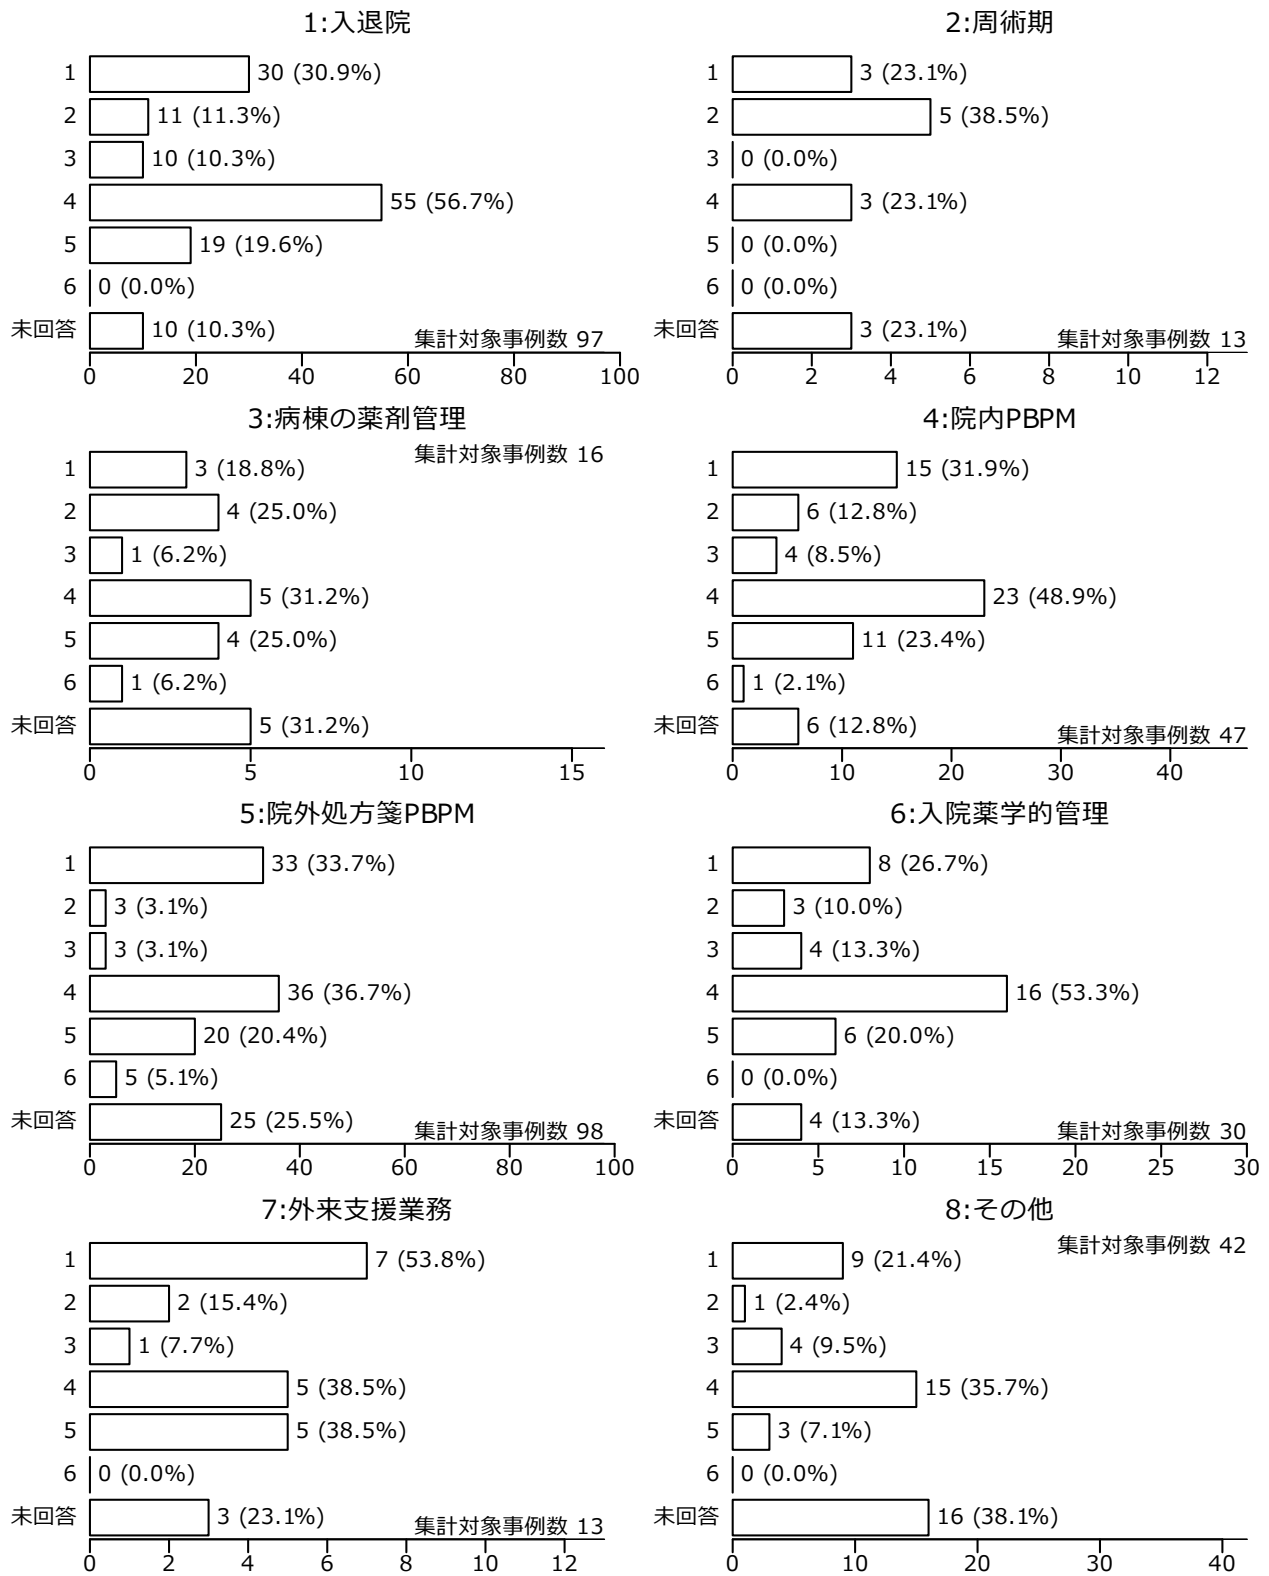 1:入退院
1 30 (30.9%)
2 11 (11.3%)
3 10 (10.3%)
4 55 (56.7%)
5 19 (19.6%)
6 0 (0.0%)
未回答 10 (10.3%) 集計対象事例数 97
0 20 40 60 80 100
2:周術期
1 3 (23.1%)
2 5 (38.5%)
3 0 (0.0%)
4 3 (23.1%)
5 0 (0.0%)
6 0 (0.0%)
未回答 3 (23.1%) 集計対象事例数 13
0 2 4 6 8 10 12
3:病棟の薬剤管理
集計対象事例数 16
1 3 (18.8%)
2 4 (25.0%)
3 1 (6.2%)
4 5 (31.2%)
5 4 (25.0%)
6 1 (6.2%)
未回答 5 (31.2%)
0 5 10 15
4:院内PBPM
1 15 (31.9%)
2 6 (12.8%)
3 4 (8.5%)
4 23 (48.9%)
5 11 (23.4%)
6 1 (2.1%)
未回答 6 (12.8%) 集計対象事例数 47
0 10 20 30 40
5:院外処方箋PBPM
1 33 (33.7%)
2 3 (3.1%)
3 3 (3.1%)
4 36 (36.7%)
5 20 (20.4%)
6 5 (5.1%)
未回答 25 (25.5%) 集計対象事例数 98
0 20 40 60 80 100
6:入院薬学的管理
1 8 (26.7%)
2 3 (10.0%)
3 4 (13.3%)
4 16 (53.3%)
5 6 (20.0%)
6 0 (0.0%)
未回答 4 (13.3%) 集計対象事例数 30
0 5 10 15 20 25 30
7:外来支援業務
1 7 (53.8%)
2 2 (15.4%)
3 1 (7.7%)
4 5 (38.5%)
5 5 (38.5%)
6 0 (0.0%)
未回答 3 (23.1%) 集計対象事例数 13
0 2 4 6 8 10 12
8:その他
集計対象事例数 42
1 9 (21.4%)
2 1 (2.4%)
3 4 (9.5%)
4 15 (35.7%)
5 3 (7.1%)
6 0 (0.0%)
未回答 16 (38.1%)
0 10 20 30 40